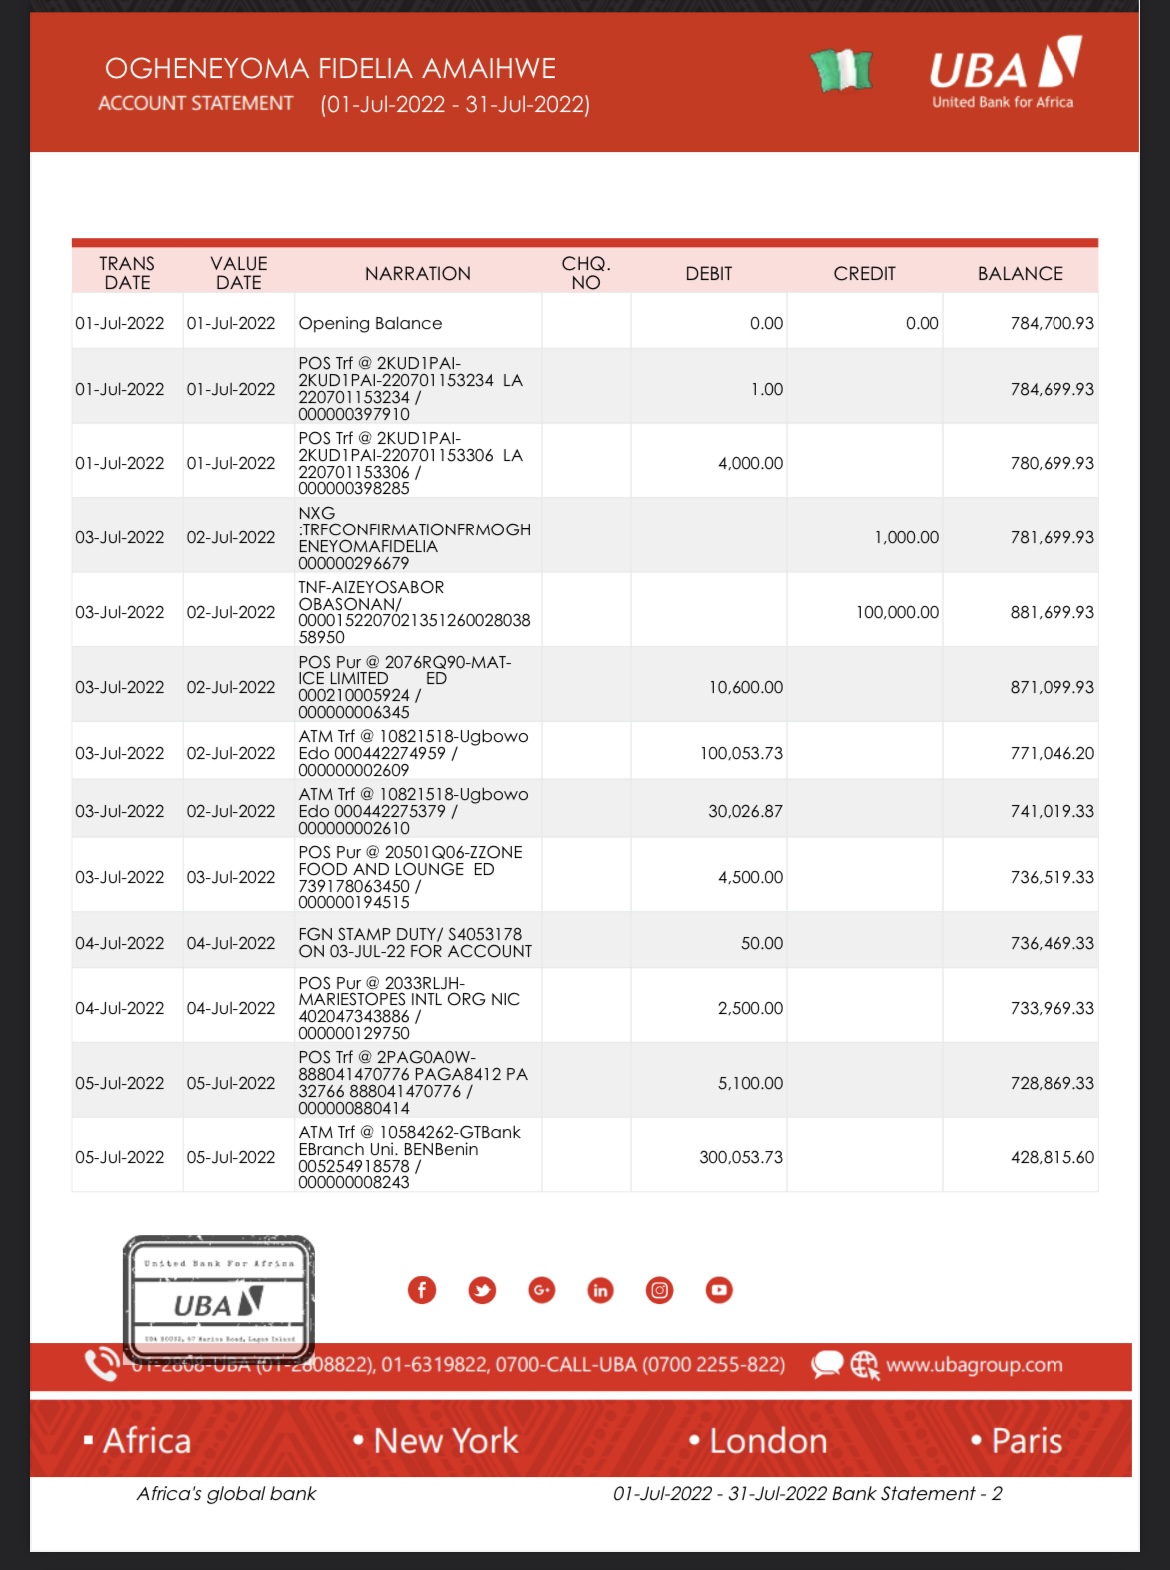 OGHENEYOMA FIDELIA AMAIHWE
ACCOUNT STATEMENT (01-Jul-2022 - 31-Jul-2022)
UBA
United Bank for Africa
TRANS DATE VALUE DATE NARRATION CHQ. NO DEBIT CREDIT BALANCE
01-Jul-2022 01-Jul-2022 Opening Balance 0.00 0.00 784,700.93
POS Trf @ 2KUD1PAI-
2KUD1PAI-220701153234 LA
01-Jul-2022 01-Jul-2022 220701153234 / 1.00 784,699.93
000000397910
POS Trf @ 2KUD1PAI-
2KUD1PAI-220701153306 LA
01-Jul-2022 01-Jul-2022 220701153306 / 4,000.00 780,699.93
000000398285
NXG
:TRFCONFIRMATIONFRMOGH
03-Jul-2022 02-Jul-2022 ENEYOMAFIDELIA 1,000.00 781,699.93
000000296679
TNF-AIZEYOSABOR
OBASONAN/
03-Jul-2022 02-Jul-2022 0000152207021351260028038 100,000.00 881,699.93
58950
POS Pur @ 2076RQ90-MAT-
ICE LIMITED ED
03-Jul-2022 02-Jul-2022 000210005924 / 10,600.00 871,099.93
000000006345
ATM Trf @ 10821518-Ugbowo
03-Jul-2022 02-Jul-2022 Edo 000442274959 / 100,053.73 771,046.20
000000002609
ATM Trf @ 10821518-Ugbowo
03-Jul-2022 02-Jul-2022 Edo 000442275379 / 30,026.87 741,019.33
000000002610
POS Pur @ 20501Q06-ZZONE
FOOD AND LOUNGE ED
03-Jul-2022 03-Jul-2022 739178063450 / 4,500.00 736,519.33
000000194515
FGN STAMP DUTY/ S4053178
04-Jul-2022 04-Jul-2022 ON 03-JUL-22 FOR ACCOUNT 50.00 736,469.33
POS Pur @ 2033RLJH-
MARIESTOPES INTL ORG NIC
04-Jul-2022 04-Jul-2022 402047343886 / 2,500.00 733,969.33
000000129750
POS Trf @ 2PAG0A0W-
888041470776 PAGA8412 PA
05-Jul-2022 05-Jul-2022 32766 888041470776 / 5,100.00 728,869.33
000000880414
ATM Trf @ 10584262-GTBank
EBranch Uni. BENBenin
05-Jul-2022 05-Jul-2022 005254918578 / 300,053.73 428,815.60
000000008243
United Bank For Africa
UBA
UBA HOUSE, 57 Marina Road, Lagos Island
01-2808-UBA (01-2808822), 01-6319822, 0700-CALL-UBA (0700 2255-822) www.ubagroup.com
▪ Africa • New York • London • Paris
Africa's global bank 01-Jul-2022 - 31-Jul-2022 Bank Statement - 2